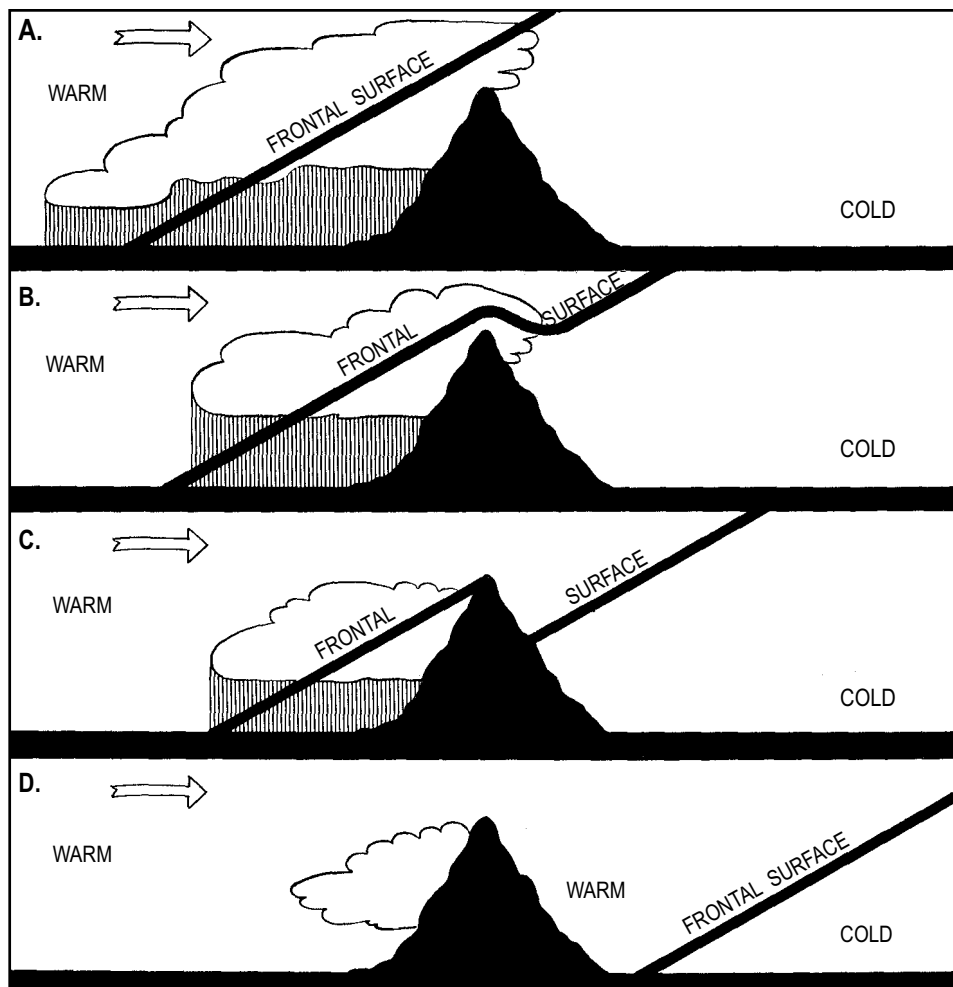 A.
WARM
FRONTAL SURFACE
COLD
B.
WARM
FRONTAL
SURFACE
COLD
C.
WARM
FRONTAL
SURFACE
COLD
D.
WARM
WARM
FRONTAL SURFACE
COLD